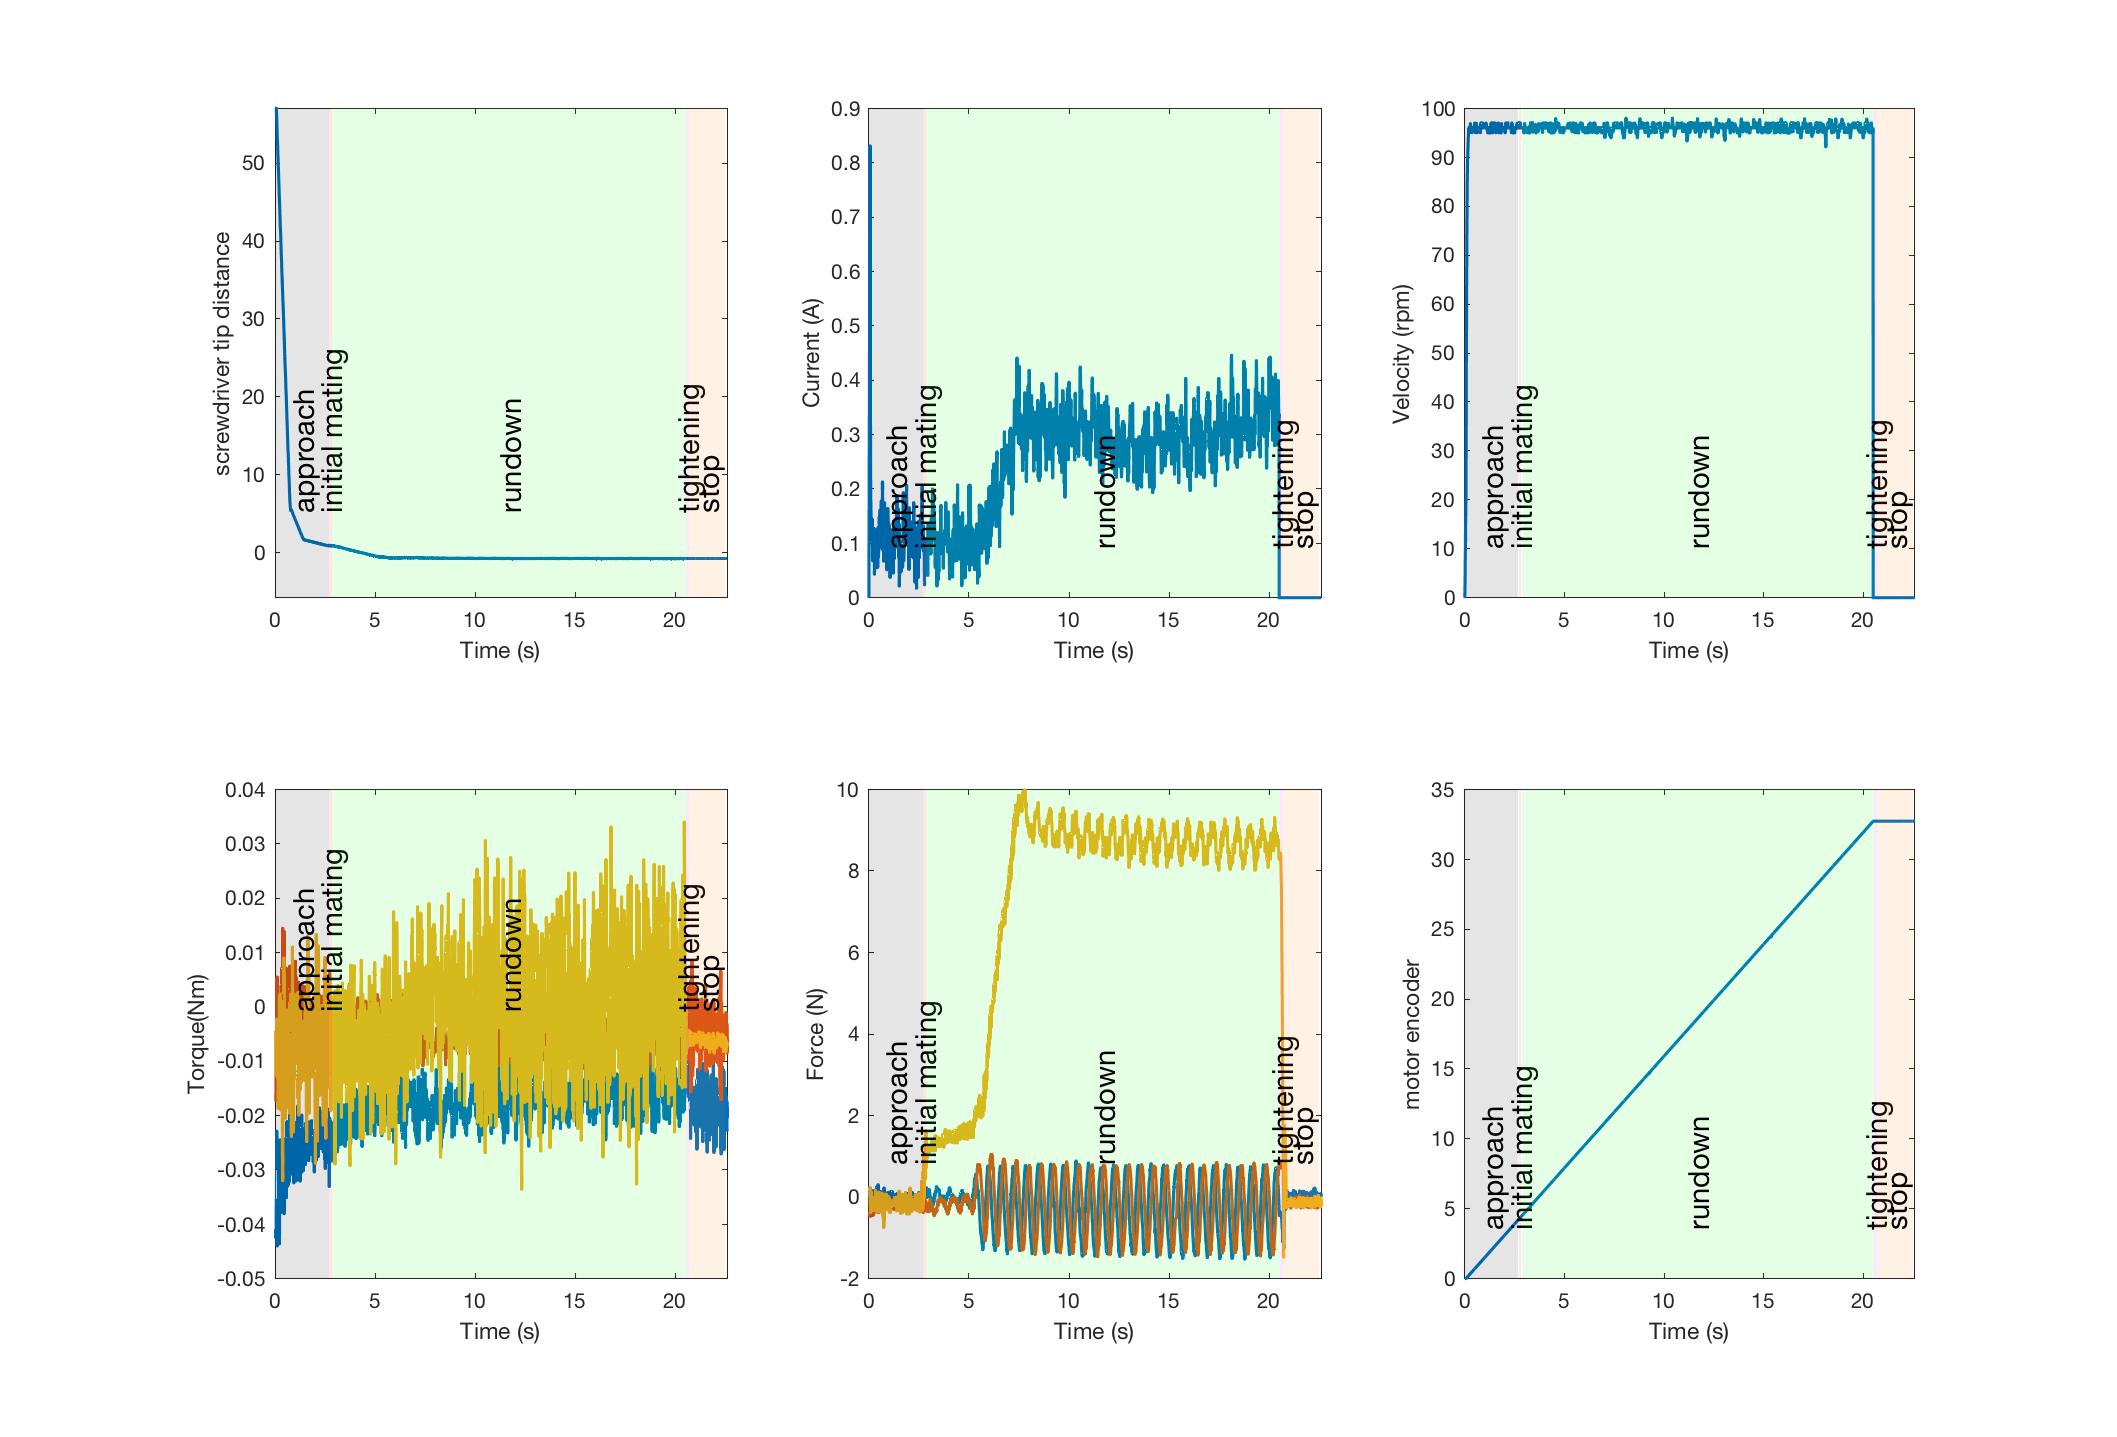 screwdriver tip distance
50
40
30
20
10
0
approach
initial mating
rundown
tightening
stop
0 5 10 15 20
Time (s)
Current (A)
0.9
0.8
0.7
0.6
0.5
0.4
0.3
0.2
0.1
0
approach
initial mating
rundown
tightening
stop
0 5 10 15 20
Time (s)
Velocity (rpm)
100
90
80
70
60
50
40
30
20
10
0
approach
initial mating
rundown
tightening
stop
0 5 10 15 20
Time (s)
Torque(Nm)
0.04
0.03
0.02
0.01
0
-0.01
-0.02
-0.03
-0.04
-0.05
approach
initial mating
rundown
tightening
stop
0 5 10 15 20
Time (s)
Force (N)
10
8
6
4
2
0
-2
approach
initial mating
rundown
tightening
stop
0 5 10 15 20
Time (s)
motor encoder
35
30
25
20
15
10
5
0
approach
initial mating
rundown
tightening
stop
0 5 10 15 20
Time (s)